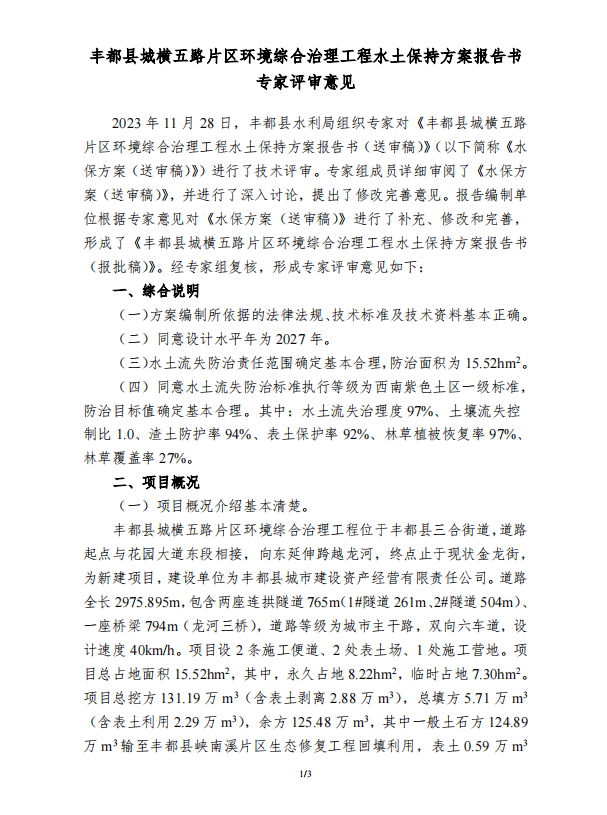 丰都县城横五路片区环境综合治理工程水土保持方案报告书
专家评审意见
2023 年 11 月 28 日，丰都县水利局组织专家对《丰都县城横五路
片区环境综合治理工程水土保持方案报告书（送审稿）》（以下简称《水
保方案（送审稿）》）进行了技术评审。专家组成员详细审阅了《水保方
案（送审稿）》，并进行了深入讨论，提出了修改完善意见。报告编制单
位根据专家意见对《水保方案（送审稿）》进行了补充、修改和完善，
形成了《丰都县城横五路片区环境综合治理工程水土保持方案报告书
（报批稿）》。经专家组复核，形成专家评审意见如下：
一、综合说明
（一）方案编制所依据的法律法规、技术标准及技术资料基本正确。
（二）同意设计水平年为 2027 年。
（三）水土流失防治责任范围确定基本合理，防治面积为 15.52hm²。
（四）同意水土流失防治标准执行等级为西南紫色土区一级标准，
防治目标值确定基本合理。其中：水土流失治理度 97%、土壤流失控
制比 1.0、渣土防护率 94%、表土保护率 92%、林草植被恢复率 97%、
林草覆盖率 27%。
二、项目概况
（一）项目概况介绍基本清楚。
丰都县城横五路片区环境综合治理工程位于丰都县三合街道，道路
起点与花园大道东段相接，向东延伸跨越龙河，终点止于现状金龙街，
为新建项目，建设单位为丰都县城市建设资产经营有限责任公司。道路
全长 2975.895m，包含两座连拱隧道 765m（1#隧道 261m、2#隧道 504m）、
一座桥梁 794m（龙河三桥），道路等级为城市主干路，双向六车道，设
计速度 40km/h。项目设 2 条施工便道、2 处表土场、1 处施工营地。项
目总占地面积 15.52hm²，其中，永久占地 8.22hm²，临时占地 7.30hm²。
项目总挖方 131.19 万 m³（含表土剥离 2.88 万 m³），总填方 5.71 万 m³
（含表土利用 2.29 万 m³），余方 125.48 万 m³，其中一般土石方 124.89
万 m³ 输至丰都县峡南溪片区生态修复工程回填利用，表土 0.59 万 m³
1/3